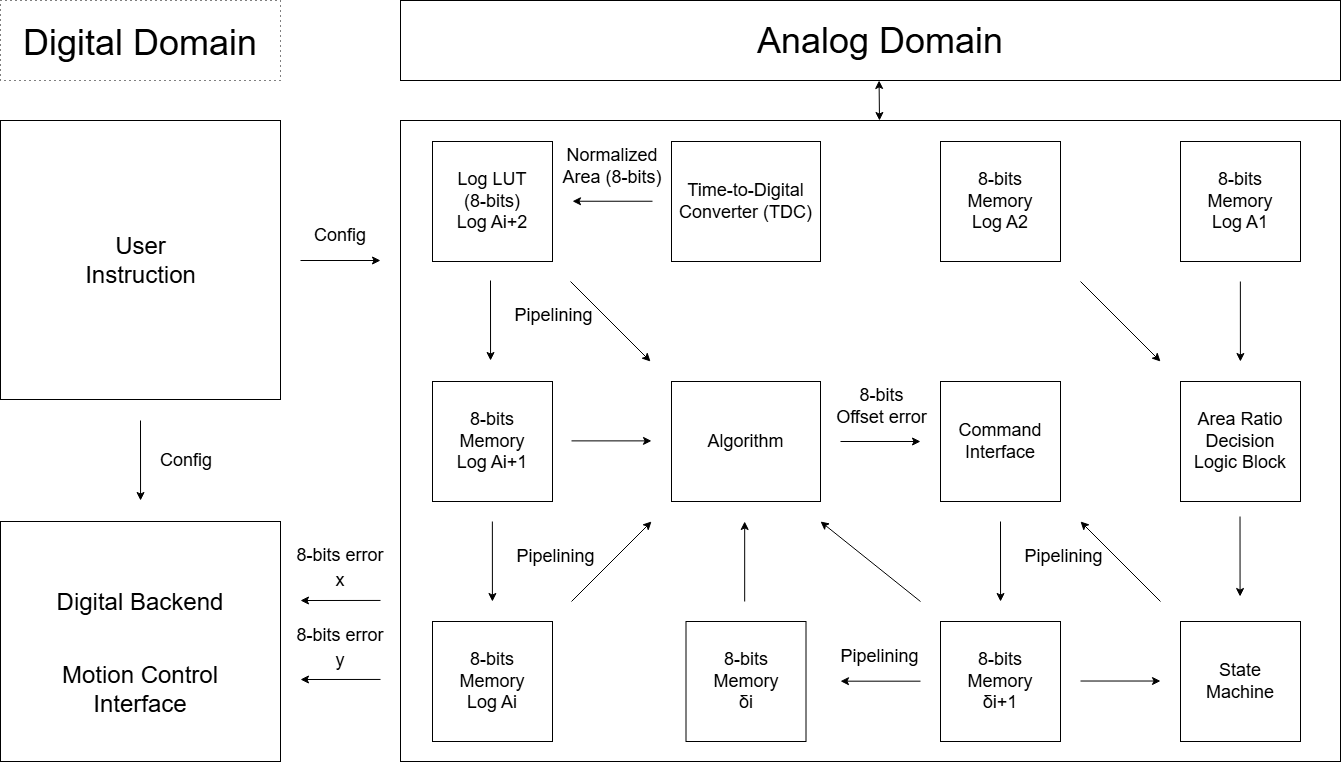 Digital Domain
Analog Domain
User
Instruction
Config
Config
Log LUT
(8-bits)
Log Ai+2
Normalized
Area (8-bits)
Time-to-Digital
Converter (TDC)
8-bits
Memory
Log A2
8-bits
Memory
Log A1
Pipelining
8-bits
Memory
Log Ai+1
Algorithm
8-bits
Offset error
Command
Interface
Area Ratio
Decision
Logic Block
Pipelining
Pipelining
Digital Backend
Motion Control
Interface
8-bits error
x
8-bits error
y
8-bits
Memory
Log Ai
8-bits
Memory
δi
Pipelining
8-bits
Memory
δi+1
State
Machine